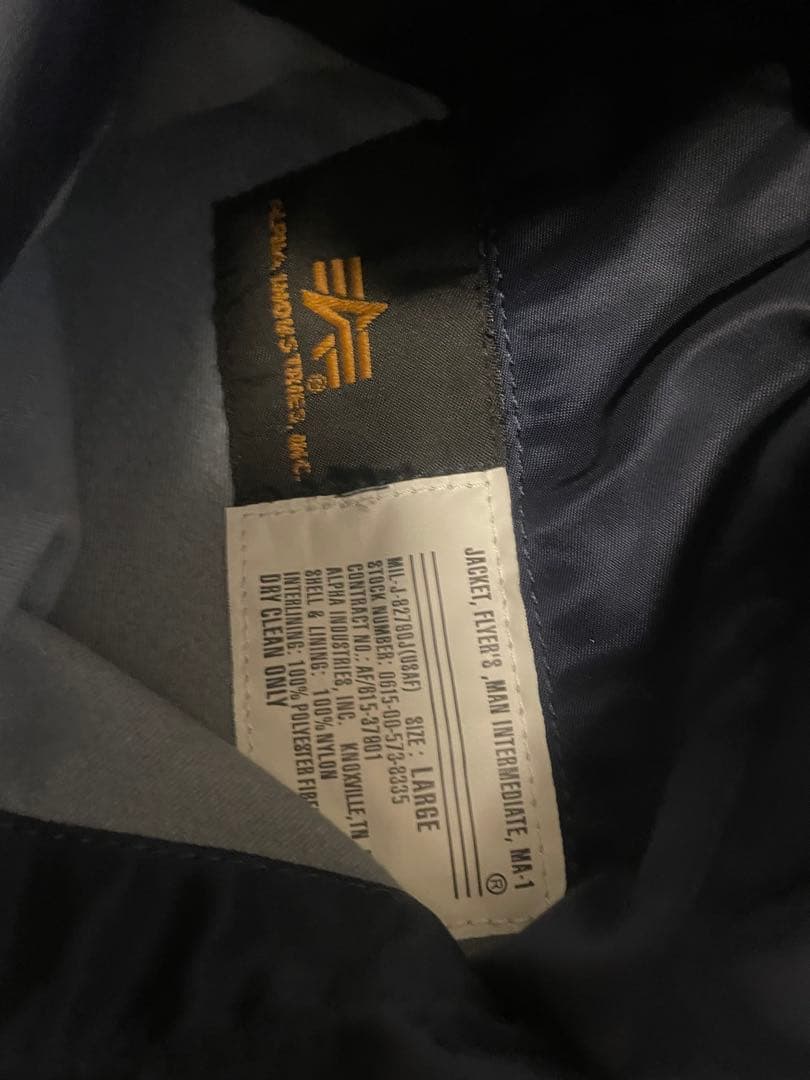 ALPHA INDUSTRIES, INC.
®
JACKET, FLYER'S ,MAN INTERMEDIATE, MA-1
®
SIZE : LARGE
MIL-J-82780J(USAF)
STOCK NUMBER: 0615-00-573-8335
CONTRACT NO.: AF/815-37801
ALPHA INDUSTRIES, INC. KNOXVILLE,TN
SHELL & LINING: 100% NYLON
INTERLINING: 100% POLYESTER
DRY CLEAN ONLY